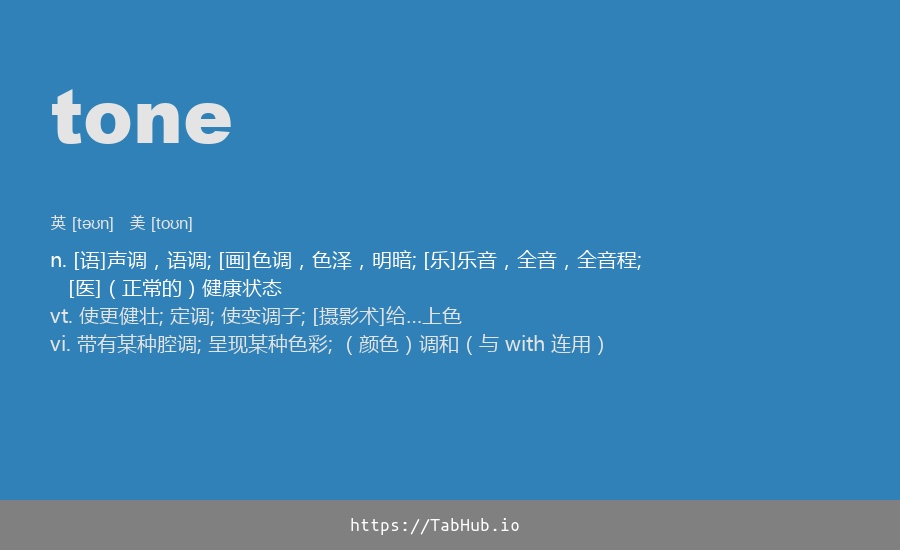 tone
英 [təʊn] 美 [toʊn]
n. [语]声调，语调; [画]色调，色泽，明暗; [乐]乐音，全音，全音程;
[医]（正常的）健康状态
vt. 使更健壮; 定调; 使变调子; [摄影术]给…上色
vi. 带有某种腔调; 呈现某种色彩; （颜色）调和（与 with 连用）
https://TabHub.io